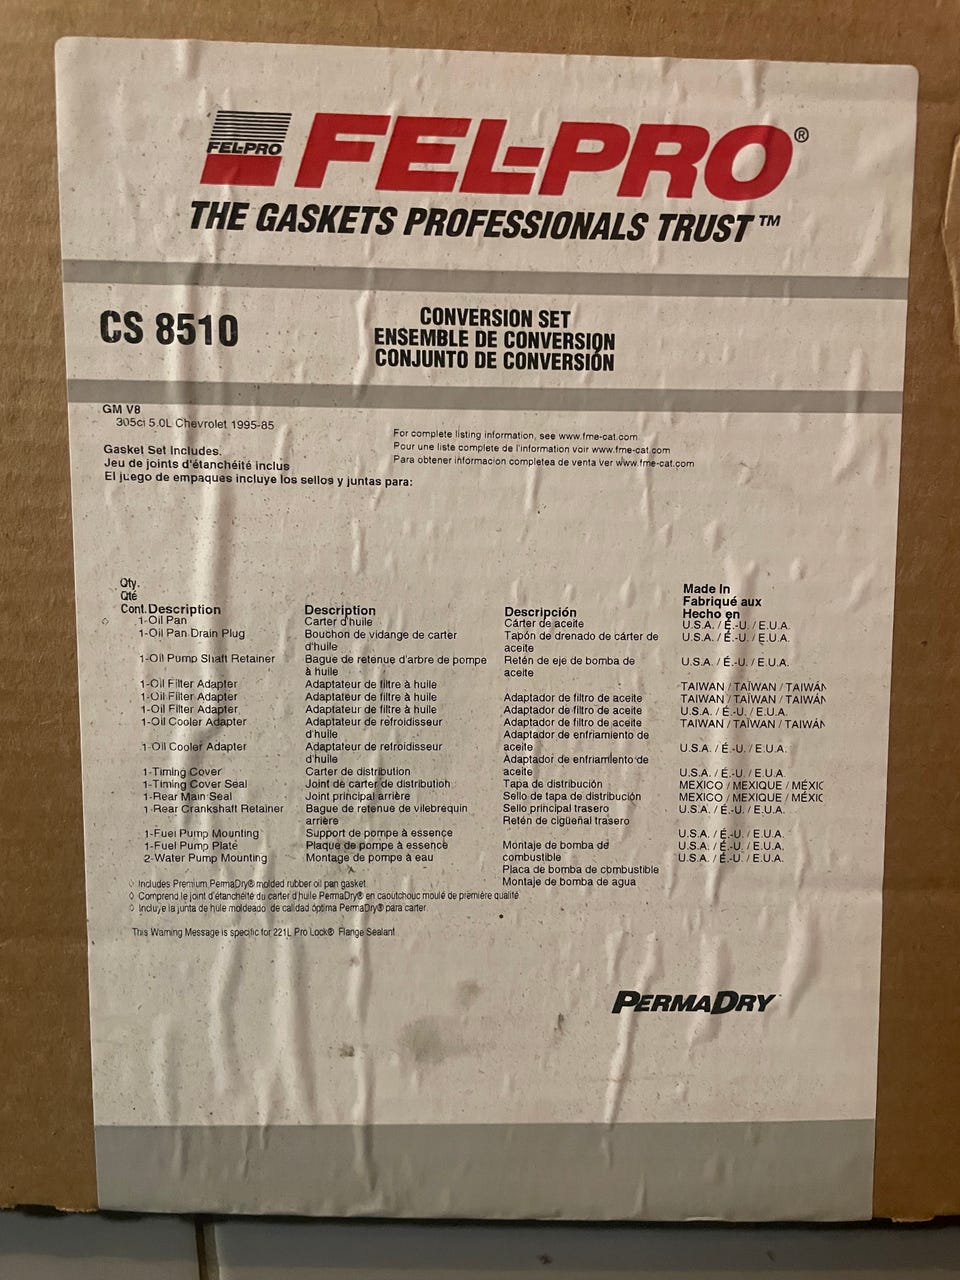 FEL-PRO
FEL-PRO®
THE GASKETS PROFESSIONALS TRUST™
CS 8510
CONVERSION SET
ENSEMBLE DE CONVERSION
CONJUNTO DE CONVERSIÓN
GM V8
305ci 5.0L Chevrolet 1995-85
For complete listing information, see www.fme-cat.com
Pour une liste complete de l'information voir www.fme-cat.com
Para obtener informacion completea de venta ver www.fme-cat.com
Gasket Set Includes.
Jeu de joints d'étanchéité inclus
El juego de empaques incluye los sellos y juntas para:
Qty.
Qté
Cont. Description Description Descripción
Made In
Fabriqué aux
Hecho en
◊ 1-Oil Pan Carter d'huile Cárter de aceite U.S.A. / É.-U. / E.U.A.
1-Oil Pan Drain Plug Bouchon de vidange de carter Tapón de drenado de cárter de U.S.A. / É.-U. / E.U.A.
d'huile aceite
1-Oil Pump Shaft Retainer Bague de retenue d'arbre de pompe Retén de eje de bomba de U.S.A. / É.-U. / E.U.A.
à huile aceite
1-Oil Filter Adapter Adaptateur de filtre à huile TAIWAN / TAÏWAN / TAIWÁN
1-Oil Filter Adapter Adaptateur de filtre à huile Adaptador de filtro de aceite TAIWAN / TAÏWAN / TAIWÁN
1-Oil Filter Adapter Adaptateur de filtre à huile Adaptador de filtro de aceite U.S.A. / É.-U. / E.U.A.
1-Oil Cooler Adapter Adaptateur de refroidisseur Adaptador de filtro de aceite TAIWAN / TAÏWAN / TAIWÁN
d'huile Adaptador de enfriamiento de
1-Oil Cooler Adapter Adaptateur de refroidisseur aceite U.S.A. / É.-U. / E.U.A.
d'huile Adaptador de enfriamiento de
1-Timing Cover Carter de distribution aceite U.S.A. / É.-U. / E.U.A.
1-Timing Cover Seal Joint de carter de distribution Tapa de distribución MEXICO / MEXIQUE / MÉXIC
1-Rear Main Seal Joint principal arrière Sello de tapa de distribución MEXICO / MEXIQUE / MÉXIC
1-Rear Crankshaft Retainer Bague de retenue de vilebrequin Sello principal trasero U.S.A. / É.-U. / E.U.A.
arrière Retén de cigüeñal trasero
1-Fuel Pump Mounting Support de pompe à essence U.S.A. / É.-U. / E.U.A.
1-Fuel Pump Plate Plaque de pompe à essence Montaje de bomba de U.S.A. / É.-U. / E.U.A.
2-Water Pump Mounting Montage de pompe à eau combustible U.S.A. / É.-U. / E.U.A.
Placa de bomba de combustible
Montaje de bomba de agua
◊ Includes Premium PermaDry® molded rubber oil pan gasket
◊ Comprend le joint d'étanchéité du carter d'huile PermaDry® en caoutchouc moulé de première qualité
◊ Incluye la junta de hule moldeado de calidad óptima PermaDry® para carter
This Warning Message is specific for 221L Pro Lock® Flange Sealant
PERMADRY